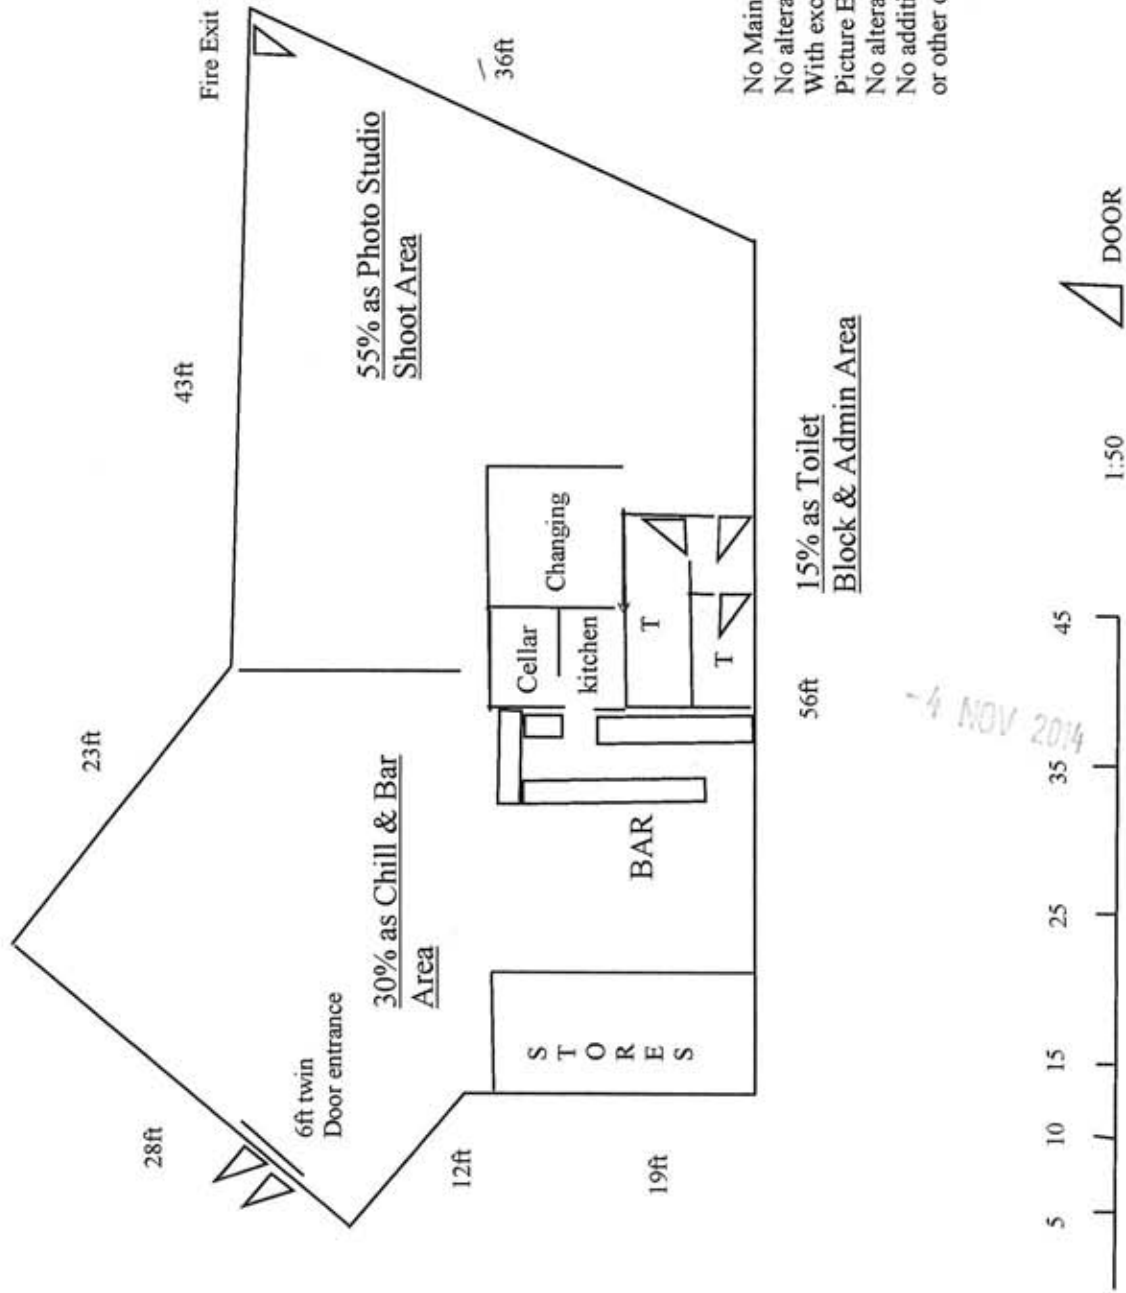 Fire Exit
43ft
36ft
23ft
55% as Photo Studio
Shoot Area
28ft
6ft twin
Door entrance
30% as Chill & Bar
Area
12ft
19ft
STORES
BAR
Cellar
kitchen
Changing
T
T
56ft
15% as Toilet
Block & Admin Area
No Main
No altera
With exc
Picture E
No altera
No additi
or other
- 4 NOV 2014
5 10 15 25 35 45
1:50
DOOR